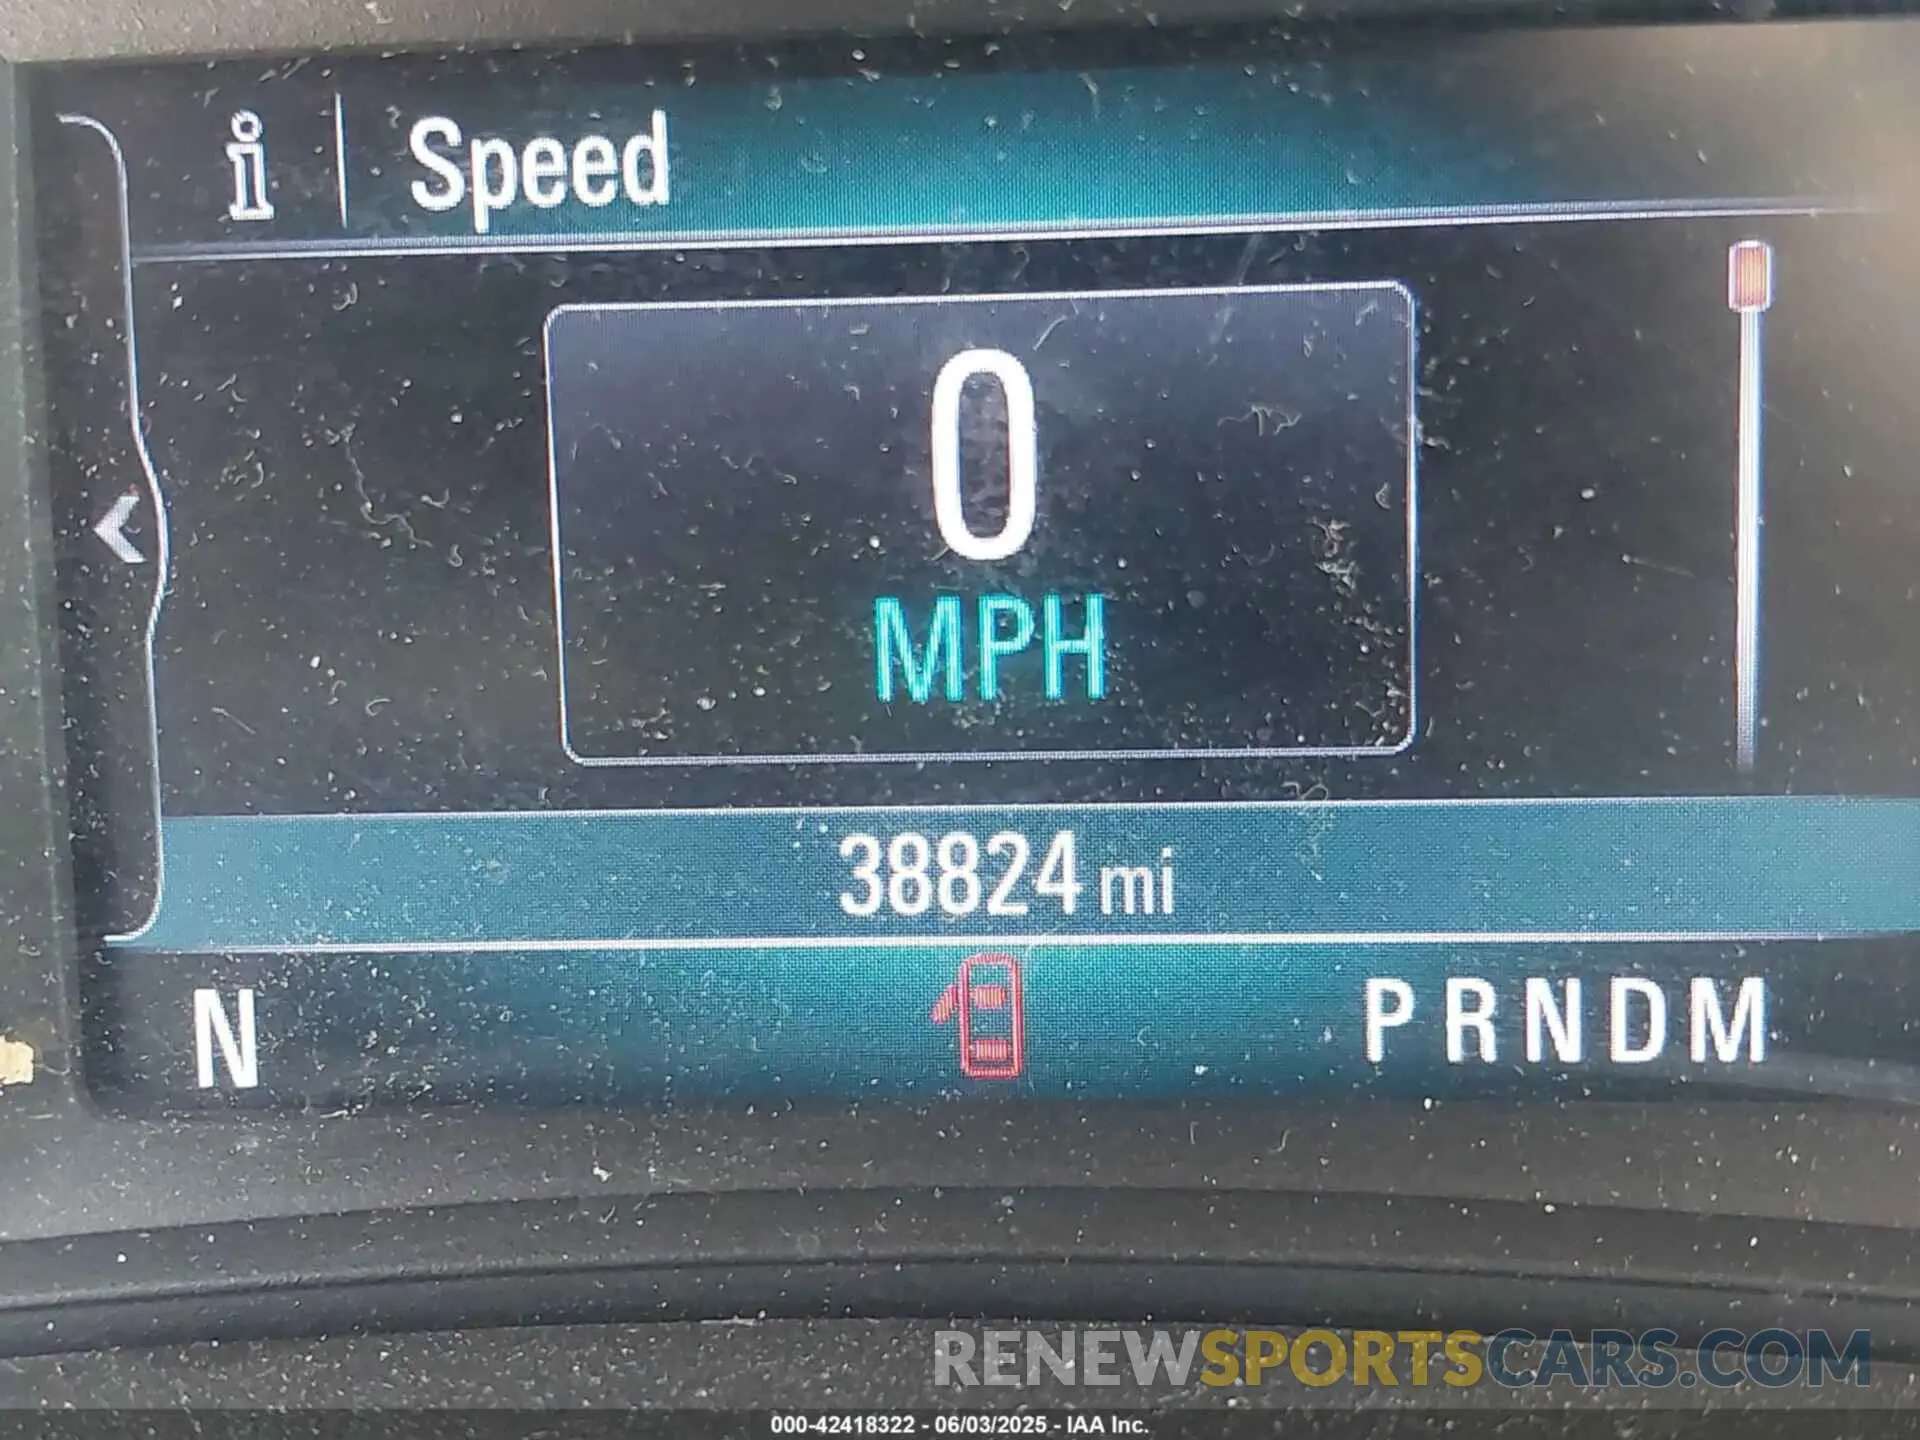 i | Speed
0
MPH
38824 mi
N
PRNDM
RENEWSPORTSCARS.COM
000-42418322 - 06/03/2025 - IAA Inc.